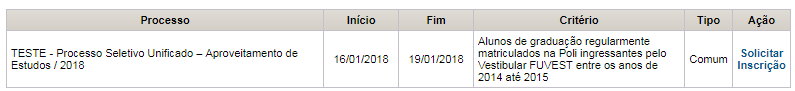 Processo Início Fim Critério Tipo Ação
TESTE - Processo Seletivo Unificado – Aproveitamento de
Estudos / 2018
16/01/2018 19/01/2018
Alunos de graduação regularmente
matriculados na Poli ingressantes pelo
Vestibular FUVEST entre os anos de
2014 até 2015
Comum
Solicitar
Inscrição